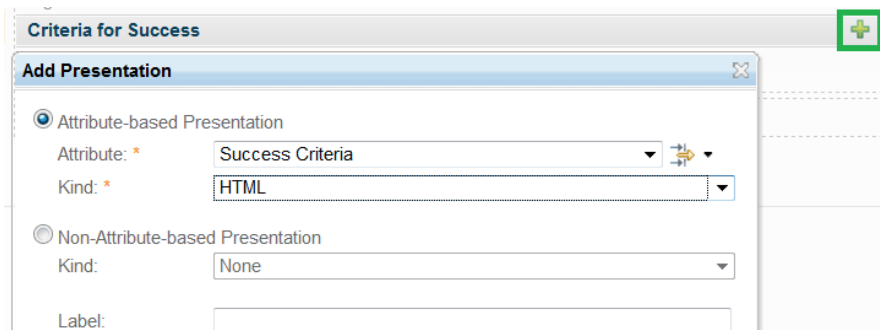 Criteria for Success
Add Presentation
Attribute-based Presentation
Attribute: * Success Criteria
Kind: * HTML
Non-Attribute-based Presentation
Kind: None
Label: